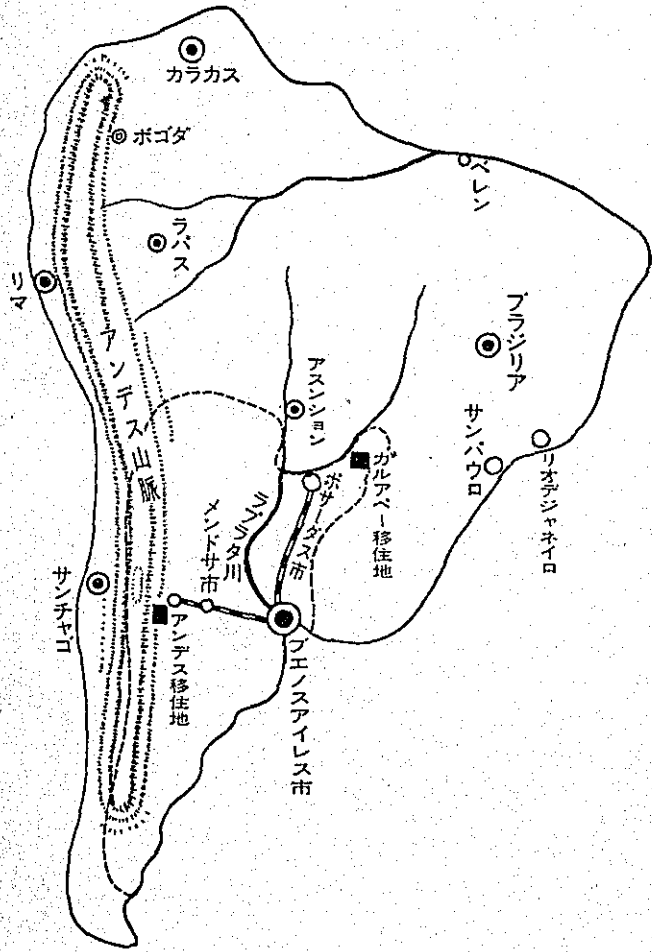 カラカス
ボゴダ
ベレン
ラパス
リマ
ブラジリア
アンデス山脈
アスンション
サンパウロ
リオデジャネイロ
ガルアペー移住地
ポサーダス市
ラプラタ川
メンドサ市
サンチャゴ
アンデス移住地
ブエノスアイレス市